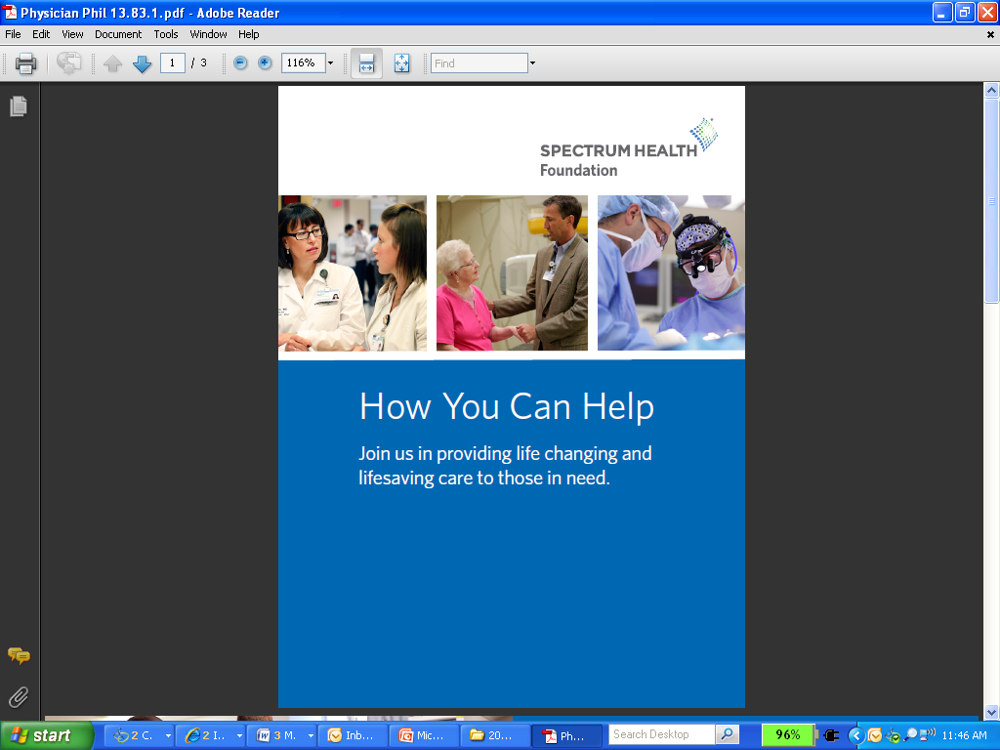 Physician Phil 13.83.1.pdf - Adobe Reader
File Edit View Document Tools Window Help
1 / 3 116% Find
SPECTRUM HEALTH
Foundation
How You Can Help
Join us in providing life changing and
lifesaving care to those in need.
start 2 C... 2 I... 3 M... Inb... Mic... 20... Ph... Search Desktop 96% 11:46 AM